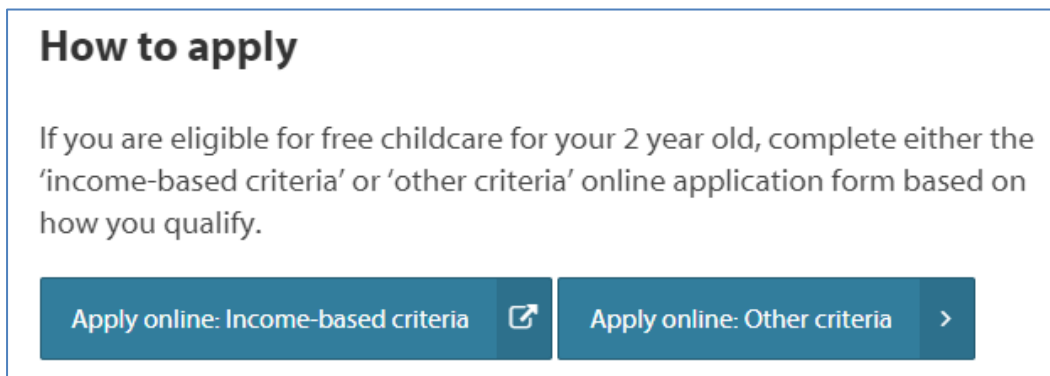 How to apply
If you are eligible for free childcare for your 2 year old, complete either the
‘income-based criteria’ or ‘other criteria’ online application form based on
how you qualify.
Apply online: Income-based criteria
Apply online: Other criteria